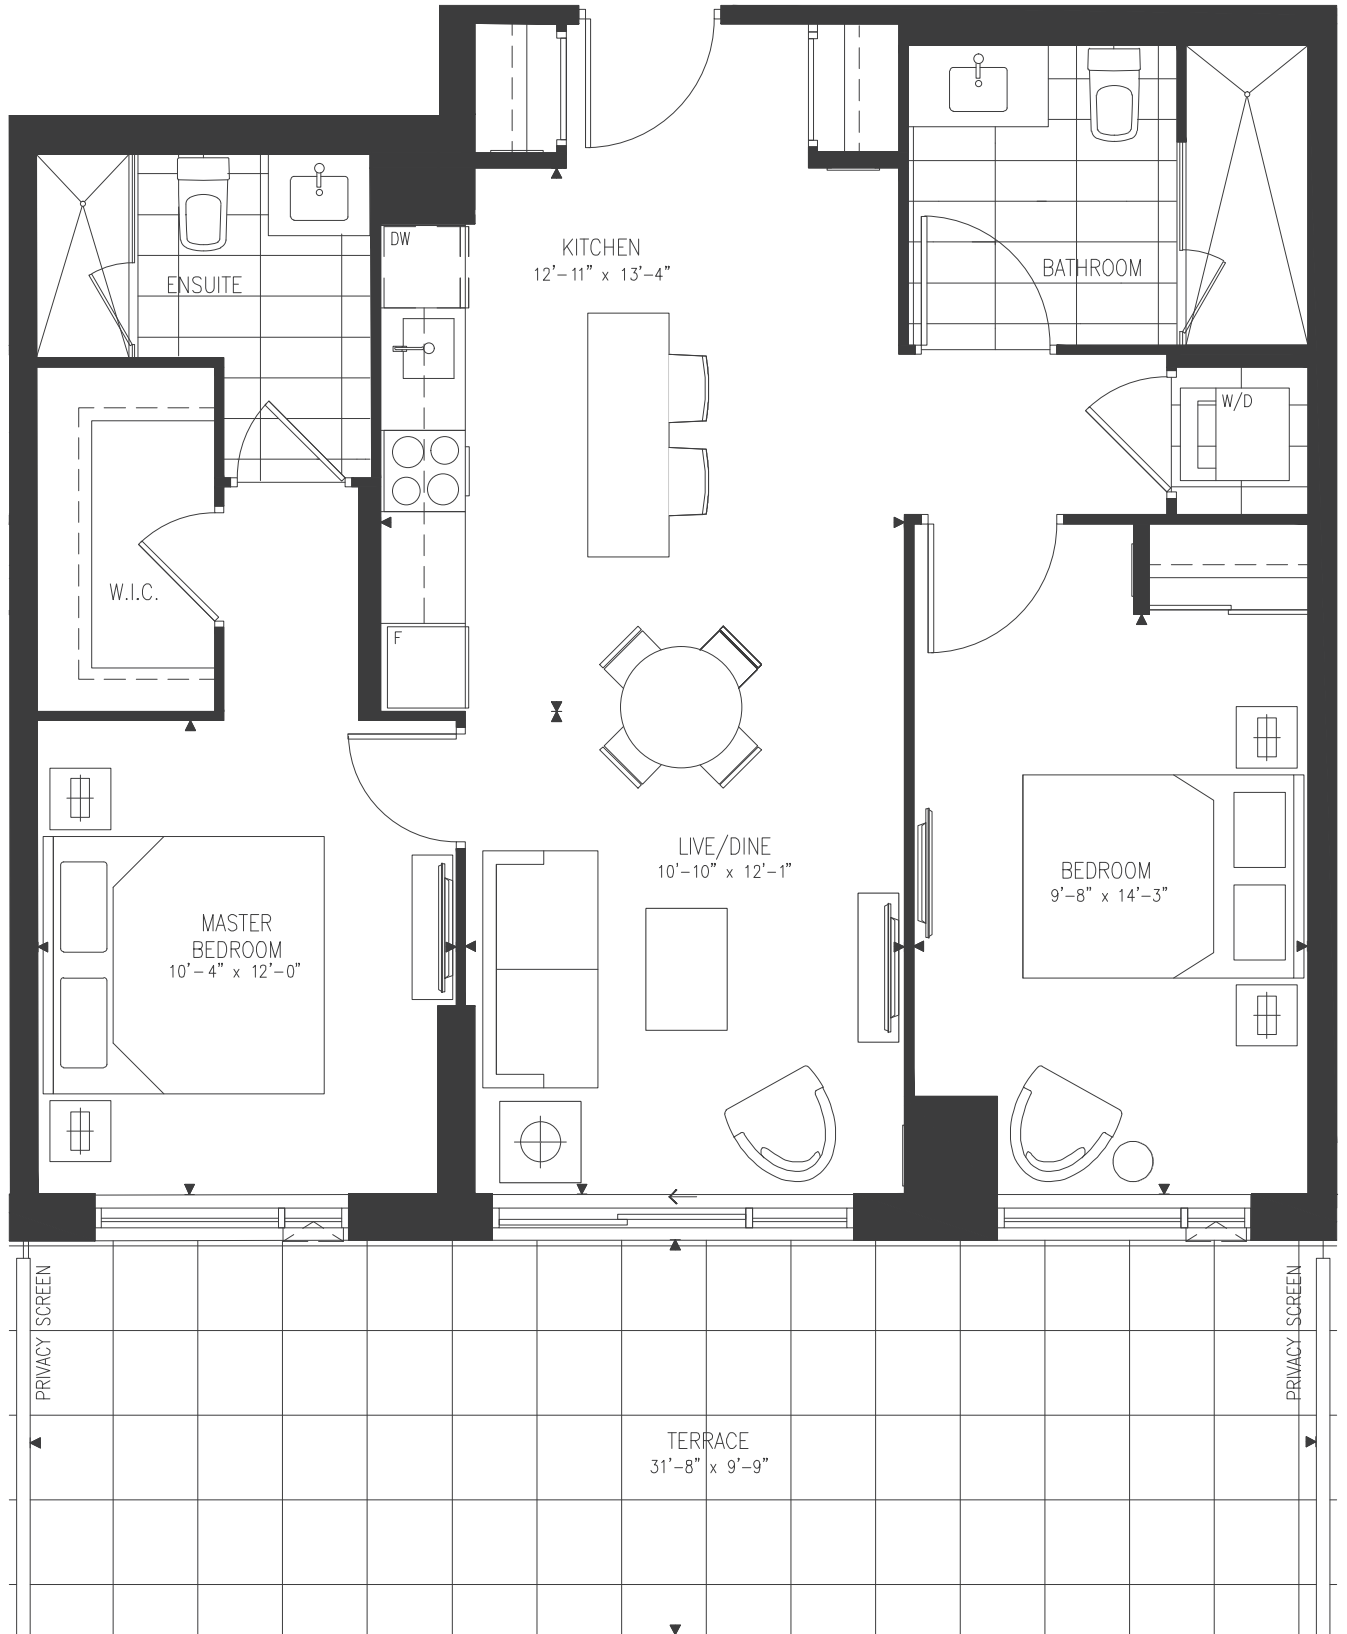 DW
KITCHEN
12'-11" x 13'-4"
BATHROOM
ENSUITE
W/D
W.I.C.
F
LIVE/DINE
10'-10" x 12'-1"
BEDROOM
9'-8" x 14'-3"
MASTER
BEDROOM
10'-4" x 12'-0"
PRIVACY SCREEN
PRIVACY SCREEN
TERRACE
31'-8" x 9'-9"